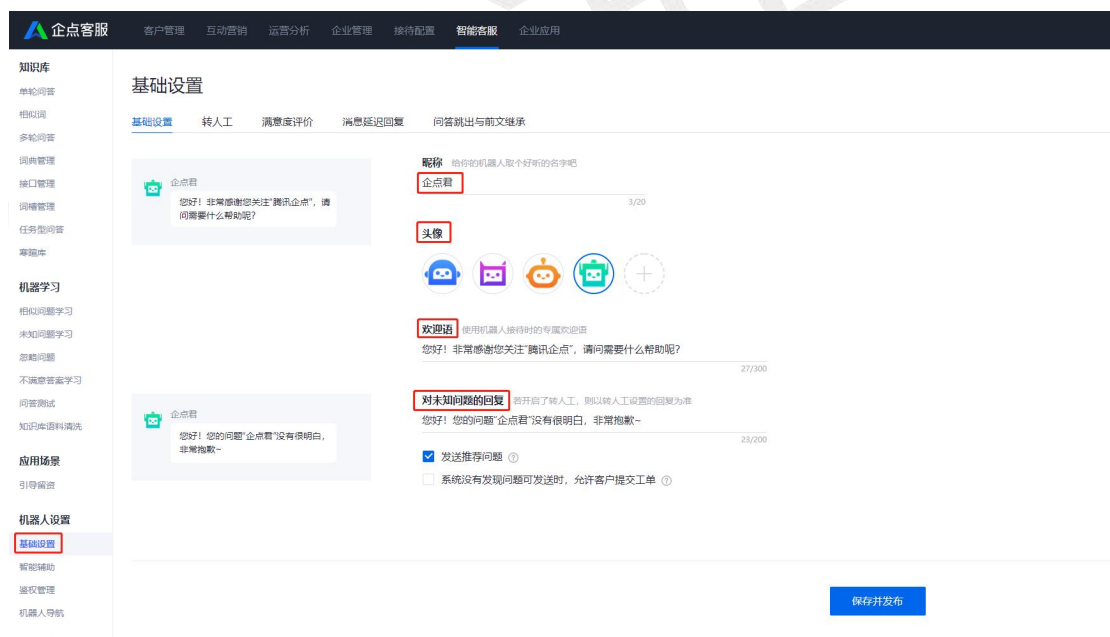 企点客服 客户管理 互动营销 运营分析 企业管理 接待配置 智能客服 企业应用
知识库
单轮问答
相似词
多轮问答
词典管理
接口管理
词槽管理
任务型问答
寒暄库
机器学习
相似问题学习
未知问题学习
忽略问题
不满意答案学习
问答测试
知识库语料清洗
应用场景
引导留资
机器人设置
基础设置
智能辅助
鉴权管理
机器人导航
基础设置
基础设置 转人工 满意度评价 消息延迟回复 问答跳出与前文继承
企点君
您好！非常感谢您关注“腾讯企点”，请
问需要什么帮助呢？
昵称 给你的机器人取个好听的名字吧
企点君
3/20
头像
欢迎语 使用机器人接待时的专属欢迎语
您好！非常感谢您关注“腾讯企点”，请问需要什么帮助呢？
27/300
企点君
您好！您的问题“企点君”没有很明白，
非常抱歉~
对未知问题的回复 若开启了转人工，则以转人工设置的回复为准
您好！您的问题“企点君”没有很明白，非常抱歉~
23/200
发送推荐问题
系统没有发现问题可发送时，允许客户提交工单
保存并发布